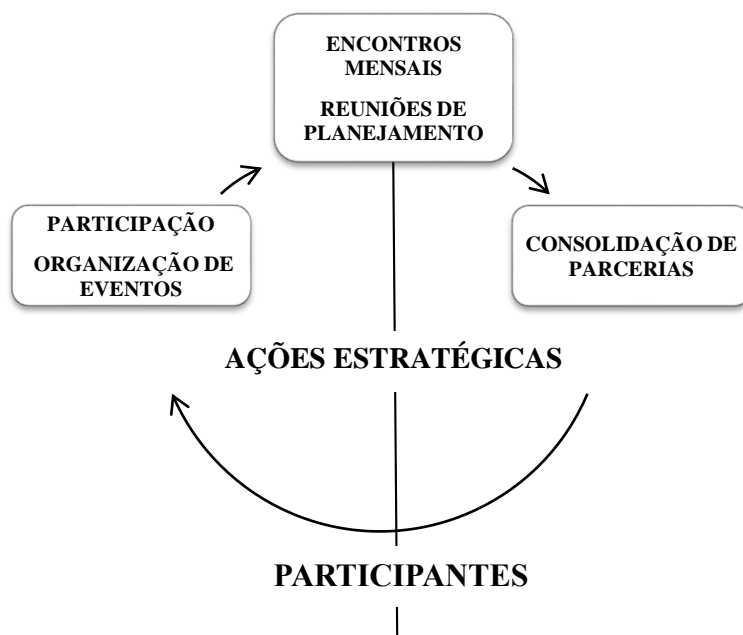 ENCONTROS
MENSAIS
REUNIÕES DE
PLANEJAMENTO
PARTICIPAÇÃO
ORGANIZAÇÃO DE
EVENTOS
CONSOLIDAÇÃO DE
PARCERIAS
AÇÕES ESTRATÉGICAS
PARTICIPANTES